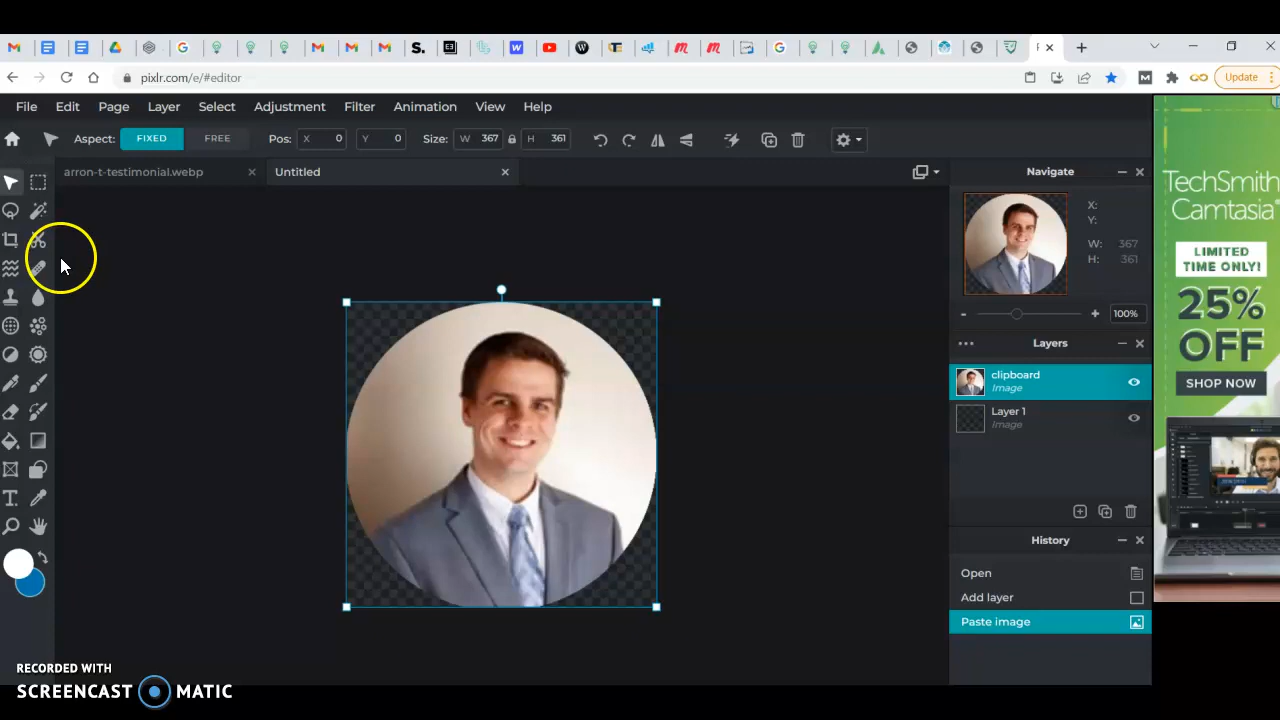 pixlr.com/e/#editor
Update
File Edit Page Layer Select Adjustment Filter Animation View Help
Aspect: FIXED FREE Pos: X 0 Y 0 Size: W 367 H 361
arron-t-testimonial.webp
Untitled
Navigate
X:
Y:
W: 367
H: 361
- + 100%
Layers
clipboard
Image
Layer 1
Image
History
Open
Add layer
Paste image
TechSmith
Camtasia®
LIMITED
TIME ONLY!
25%
OFF
SHOP NOW
RECORDED WITH
SCREENCAST MATIC